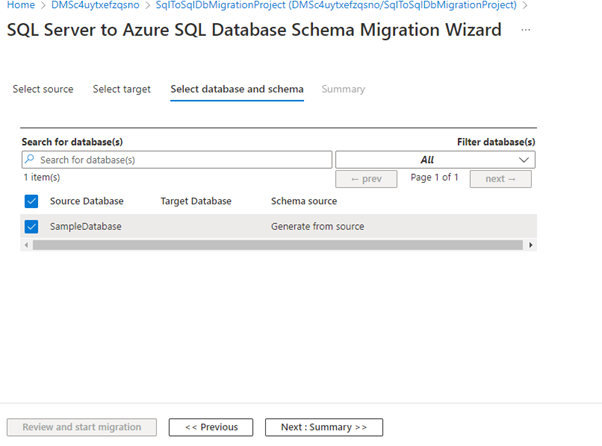 Home > DMSc4uytxefzqsno > SqlToSqlDbMigrationProject (DMSc4uytxefzqsno/SqlToSqlDbMigrationProject) >
SQL Server to Azure SQL Database Schema Migration Wizard ...
Select source Select target Select database and schema Summary
Search for database(s) Filter database(s)
Search for database(s) All
1 item(s) ← prev Page 1 of 1 next →
Source Database Target Database Schema source
SampleDatabase Generate from source
Review and start migration << Previous Next : Summary >>